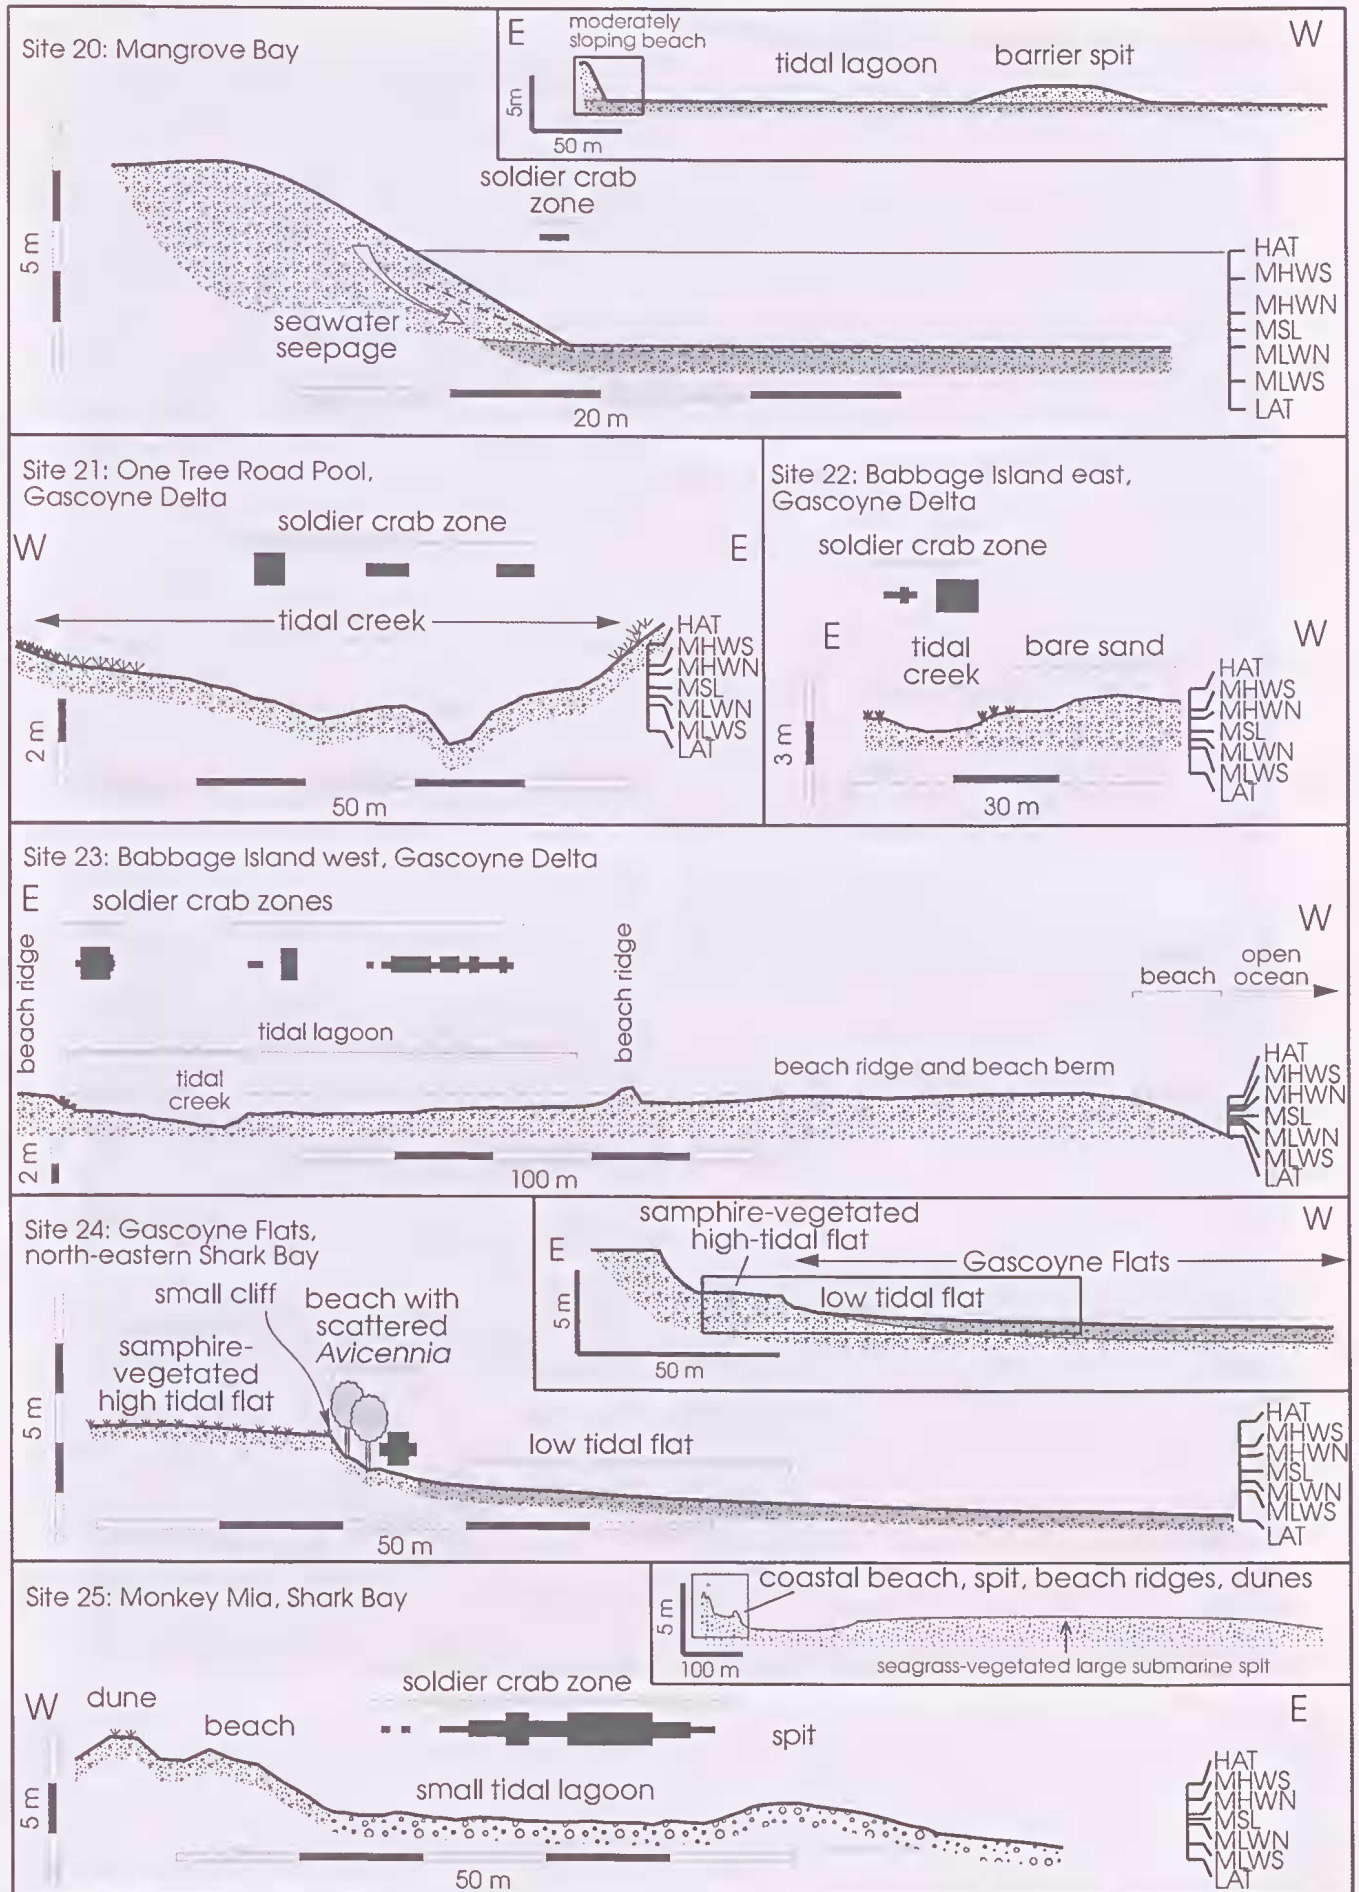 Site 20: Mangrove Bay
E
moderately
sloping beach
tidal lagoon
barrier spit
W
5m
50 m
soldier crab
zone
5 m
seawater
seepage
20 m
HAT
MHWS
MHWN
MSL
MLWN
MLWS
LAT
Site 21: One Tree Road Pool,
Gascoyne Delta
soldier crab zone
W
E
tidal creek
HAT
MHWS
MHWN
MSL
MLWN
MLWS
LAT
2 m
50 m
Site 22: Babbage Island east,
Gascoyne Delta
soldier crab zone
E
tidal
creek
bare sand
W
HAT
MHWS
MHWN
MSL
MLWN
MLWS
LAT
3 m
30 m
Site 23: Babbage Island west, Gascoyne Delta
E
soldier crab zones
W
beach ridge
beach ridge
beach
open
ocean
tidal lagoon
tidal
creek
beach ridge and beach berm
HAT
MHWS
MHWN
MSL
MLWN
MLWS
LAT
2 m
100 m
Site 24: Gascoyne Flats,
north-eastern Shark Bay
samphire-vegetated
high-tidal flat
E
W
Gascoyne Flats
low tidal flat
5 m
50 m
small cliff
beach with
scattered
Avicennia
samphire-
vegetated
high tidal flat
5 m
low tidal flat
50 m
HAT
MHWS
MHWN
MSL
MLWN
MLWS
LAT
Site 25: Monkey Mia, Shark Bay
coastal beach, spit, beach ridges, dunes
5 m
100 m
seagrass-vegetated large submarine spit
soldier crab zone
W
dune
beach
spit
E
small tidal lagoon
5 m
50 m
HAT
MHWS
MHWN
MSL
MLWN
MLWS
LAT